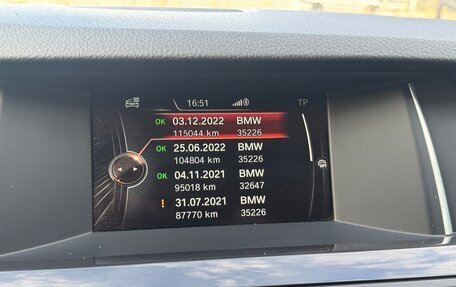 16:51 TP
OK 03.12.2022 BMW
115044 km 35226
OK 25.06.2022 BMW
104804 km 35226
OK 04.11.2021 BMW
95018 km 32647
! 31.07.2021 BMW
87770 km 35226